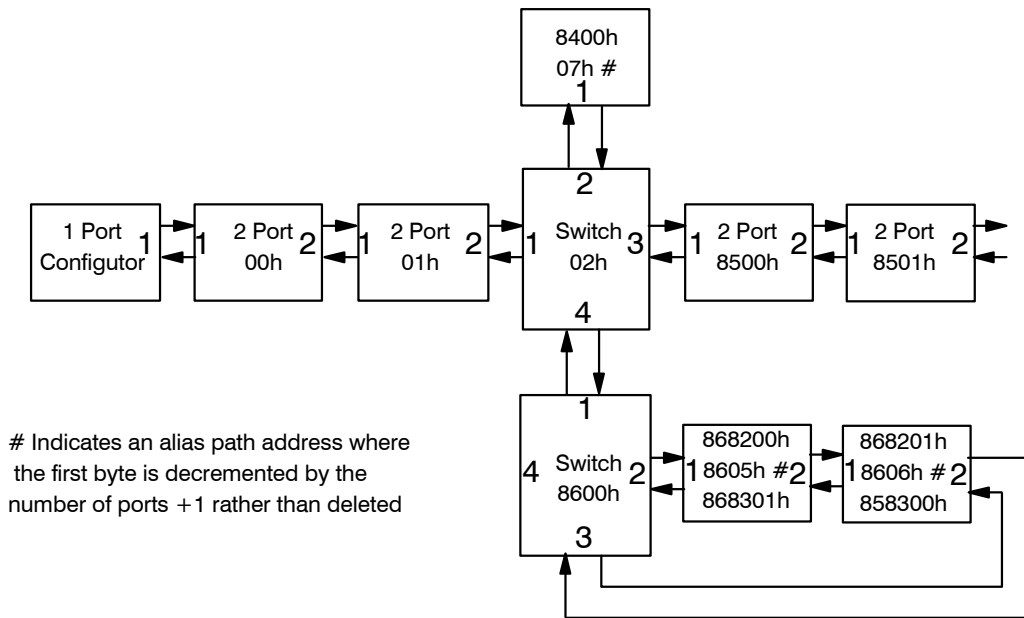 8400h
07h #
1
2
1 Port
Configutor
1
1
2 Port
00h
2
1
2 Port
01h
2
1
Switch
02h
3
4
1
2 Port
8500h
2
1
2 Port
8501h
2
1
4
Switch
8600h
2
3
868200h
1
8605h #
2
868301h
868201h
1
8606h #
2
858300h
# Indicates an alias path address where
the first byte is decremented by the
number of ports +1 rather than deleted